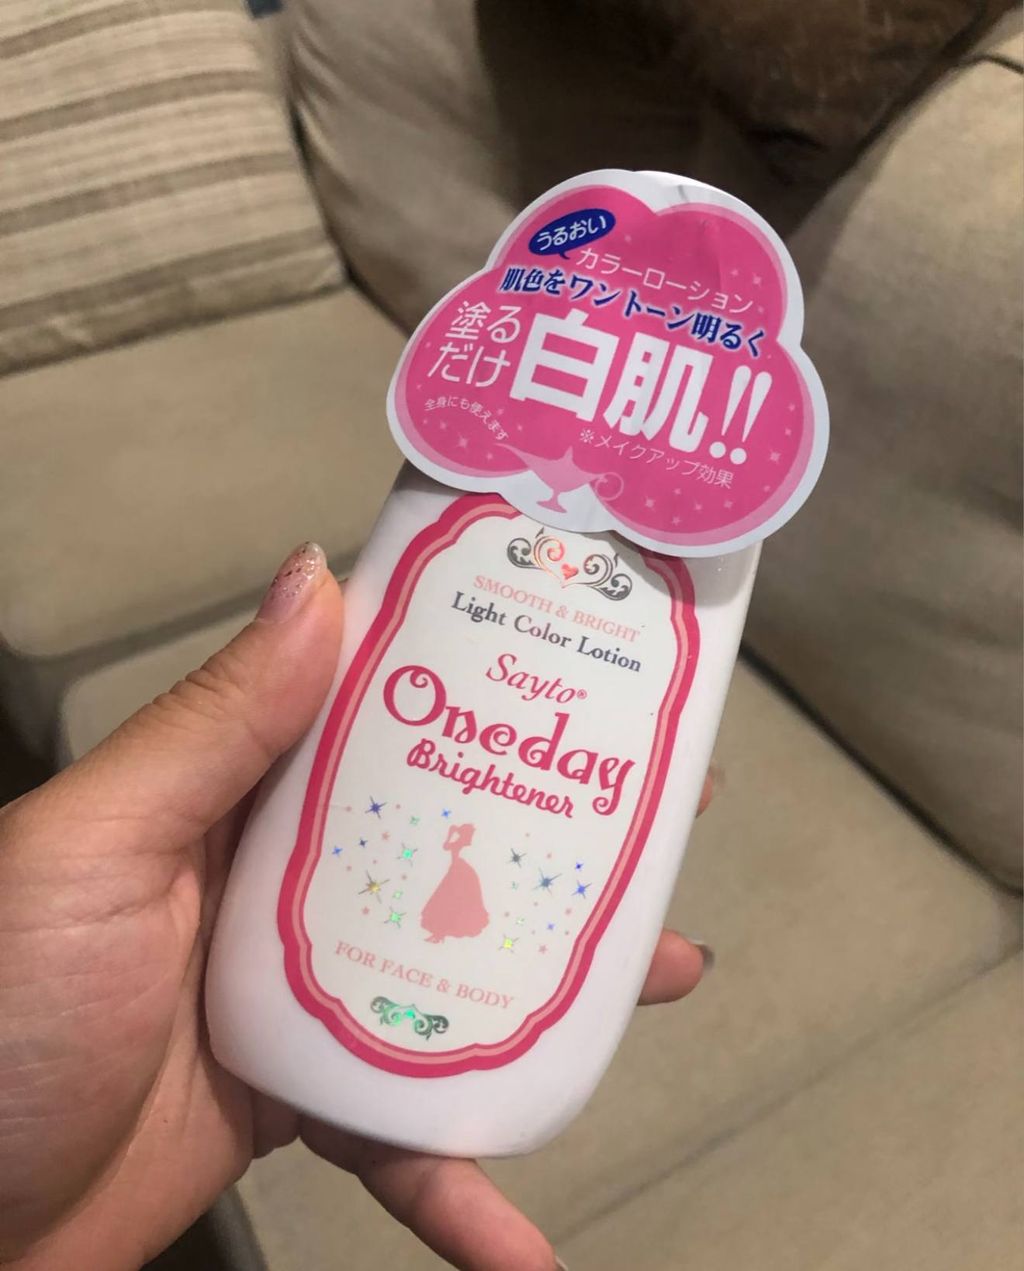 うるおい
カラーローション
肌色をワントーン明るく
塗る
だけ
白肌!!
全身にも使えます
※メイクアップ効果
SMOOTH & BRIGHT
Light Color Lotion
Sayto®
Oneday
Brightener
FOR FACE & BODY